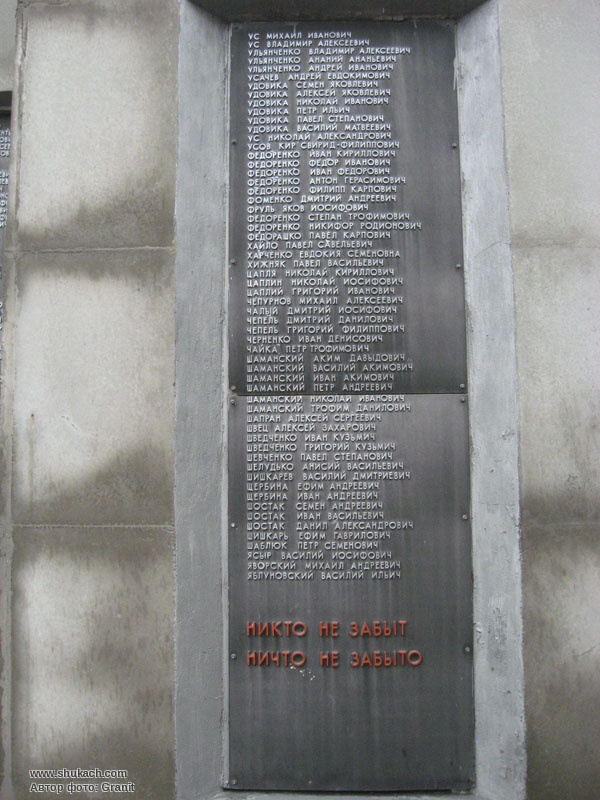 УС МИХАИЛ ИВАНОВИЧ
УС ВЛАДИМИР АЛЕКСЕЕВИЧ
УЛЬЯНЧЕНКО ВЛАДИМИР АЛЕКСЕЕВИЧ
УЛЬЯНЧЕНКО АНАНИЙ АНАНЬЕВИЧ
УЛЬЯНЧЕНКО АНДРЕЙ ИВАНОВИЧ
УСАЧЕВ АНДРЕЙ ЕВДОКИМОВИЧ
УДОВИКА СЕМЕН ЯКОВЛЕВИЧ
УДОВИКА АЛЕКСЕЙ ЯКОВЛЕВИЧ
УДОВИКА НИКОЛАЙ ИВАНОВИЧ
УДОВИКА ПЕТР ИЛЬИЧ
УДОВИКА ПАВЕЛ СТЕПАНОВИЧ
УДОВИКА ВАСИЛИЙ МАТВЕЕВИЧ
УС НИКОЛАЙ АЛЕКСАНДРОВИЧ
УСОВ КИР СВИРИД-ФИЛИППОВИЧ
ФЕДОРЕНКО ИВАН КИРИЛЛОВИЧ
ФЕДОРЕНКО ФЕДОР ИВАНОВИЧ
ФЕДОРЕНКО ИВАН ФЕДОРОВИЧ
ФЕДОРЕНКО АНТОН ГЕРАСИМОВИЧ
ФЕДОРЕНКО ФИЛИПП КАРПОВИЧ
ФОМЕНКО ДМИТРИЙ АНДРЕЕВИЧ
ФРУЛЬ ЯКОВ ИОСИФОВИЧ
ФЕДОРЕНКО СТЕПАН ТРОФИМОВИЧ
ФЕДОРЕНКО НИКИФОР РОДИОНОВИЧ
ФЕДОРАШКО ПАВЕЛ КАРПОВИЧ
ХАЙЛО ПАВЕЛ САВЕЛЬЕВИЧ
ХАРЧЕНКО ЕВДОКИЯ СЕМЕНОВНА
ХИЖНЯК ПАВЕЛ ВАСИЛЬЕВИЧ
ЦАПЛЯ НИКОЛАЙ КИРИЛЛОВИЧ
ЦАПЛИН НИКОЛАЙ ИОСИФОВИЧ
ЦАПЛИЙ ГРИГОРИЙ ИВАНОВИЧ
ЧЕПУРНОВ МИХАИЛ АЛЕКСЕЕВИЧ
ЧАЛЫЙ ДМИТРИЙ ИОСИФОВИЧ
ЧЕПЕЛЬ ДМИТРИЙ ДАНИЛОВИЧ
ЧЕПЕЛЬ ГРИГОРИЙ ФИЛИППОВИЧ
ЧЕРНЕНКО ИВАН ДЕНИСОВИЧ
ЧАЙКА ПЕТР ТРОФИМОВИЧ
ШАМАНСКИЙ АКИМ ДАВЫДОВИЧ
ШАМАНСКИЙ ВАСИЛИЙ АКИМОВИЧ
ШАМАНСКИЙ ИВАН АКИМОВИЧ
ШАМАНСКИЙ ПЕТР АНДРЕЕВИЧ
ШАМАНСКИЙ НИКОЛАЙ ИВАНОВИЧ
ШАМАНСКИЙ ТРОФИМ ДАНИЛОВИЧ
ШАПРАН АЛЕКСЕЙ СЕРГЕЕВИЧ
ШВЕЦ АЛЕКСЕЙ ЗАХАРОВИЧ
ШВЕДЧЕНКО ИВАН КУЗЬМИЧ
ШВЕДЧЕНКО ГРИГОРИЙ КУЗЬМИЧ
ШЕВЧЕНКО ПАВЕЛ СТЕПАНОВИЧ
ШЕЛУДЬКО АНИСИЙ ВАСИЛЬЕВИЧ
ШИШКАРЕВ ВАСИЛИЙ ДМИТРИЕВИЧ
ЩЕРБИНА ЕФИМ АНДРЕЕВИЧ
ЩЕРБИНА ИВАН АНДРЕЕВИЧ
ШОСТАК СЕМЕН АНДРЕЕВИЧ
ШОСТАК ИВАН ВАСИЛЬЕВИЧ
ШОСТАК ДАНИЛ АЛЕКСАНДРОВИЧ
ШИШКАРЬ ЕФИМ ГАВРИЛОВИЧ
ШАБЛЮК ПЕТР СЕМЕНОВИЧ
ЯСЫР ВАСИЛИЙ ИОСИФОВИЧ
ЯВОРСКИЙ МИХАИЛ АНДРЕЕВИЧ
ЯБЛУНОВСКИЙ ВАСИЛИЙ ИЛЬИЧ
НИКТО НЕ ЗАБЫТ
НИЧТО НЕ ЗАБЫТО
www.shukach.com
Автор фото: Granit